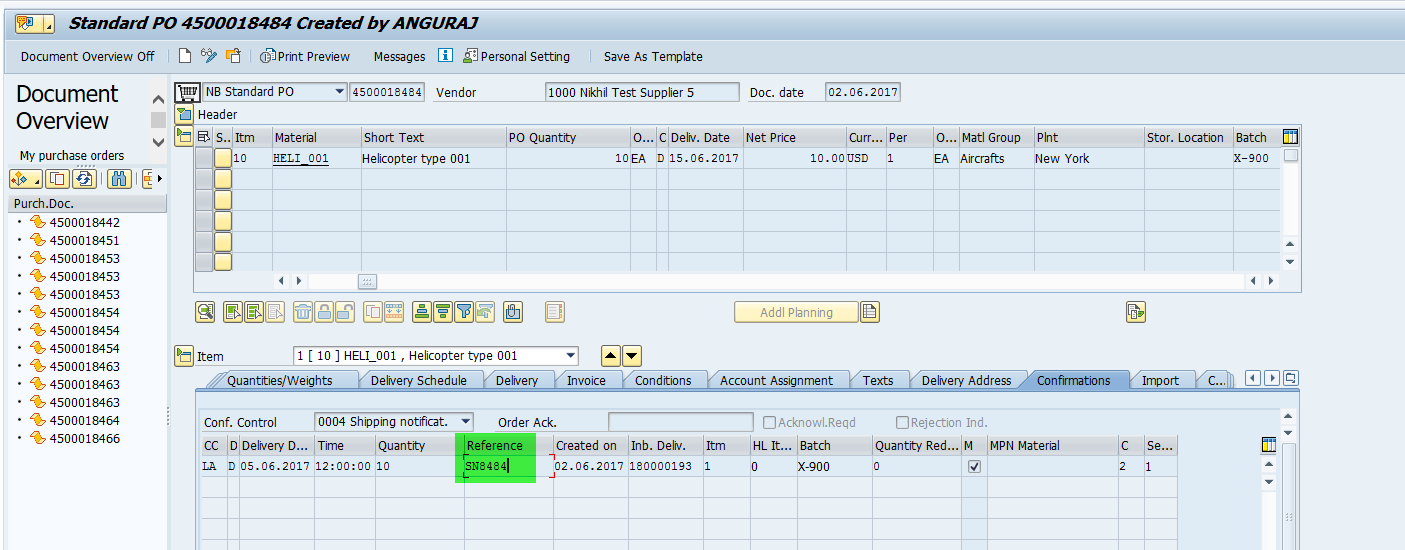 Standard PO 4500018484 Created by ANGURAJ
Document Overview Off Print Preview Messages Personal Setting Save As Template
Document Overview
My purchase orders
Purch.Doc.
4500018442
4500018451
4500018453
4500018453
4500018453
4500018454
4500018454
4500018454
4500018463
4500018463
4500018463
4500018464
4500018466
NB Standard PO 4500018484 Vendor 1000 Nikhil Test Supplier 5 Doc. date 02.06.2017
Header
S.. Itm Material Short Text PO Quantity O... C Deliv. Date Net Price Curr... Per O... Matl Group Plnt Stor. Location Batch
10 HELI_001 Helicopter type 001 10 EA D 15.06.2017 10.00 USD 1 EA Aircrafts New York X-900
Addl Planning
Item 1 [ 10 ] HELI_001 , Helicopter type 001
Quantities/Weights Delivery Schedule Delivery Invoice Conditions Account Assignment Texts Delivery Address Confirmations Import C...
Conf. Control 0004 Shipping notificat. Order Ack. Acknowl.Reqd Rejection Ind.
CC D Delivery D... Time Quantity Reference Created on Inb. Deliv. Itm HL It... Batch Quantity Red... M MPN Material C Se...
LA D 05.06.2017 12:00:00 10 SN8484 02.06.2017 180000193 1 0 X-900 0 2 1